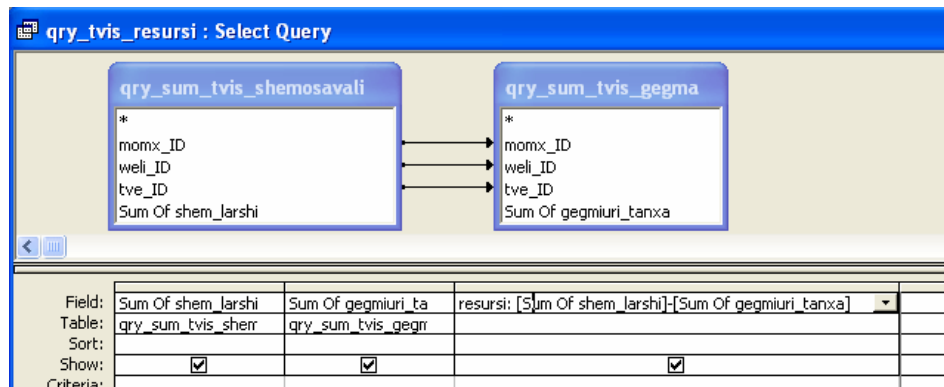 qry_tvis_resursi : Select Query
qry_sum_tvis_shemosavali qry_sum_tvis_gegma
* *
momx_ID momx_ID
weli_ID weli_ID
tve_ID tve_ID
Sum Of shem_larshi Sum Of gegmiuri_tanxa
Field: Sum Of shem_larshi Sum Of gegmiuri_ta resursi: [Sum Of shem_larshi]-[Sum Of gegmiuri_tanxa]
Table: qry_sum_tvis_shem qry_sum_tvis_gegm
Sort:
Show:
Criteria: